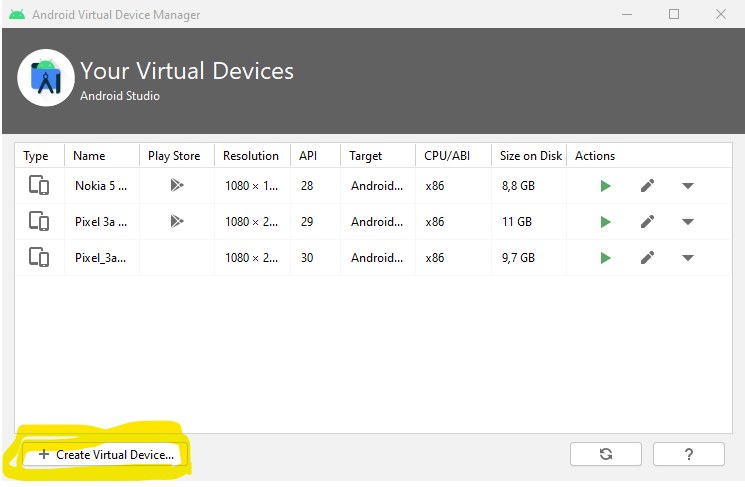 Android Virtual Device Manager
Your Virtual Devices
Android Studio
Type Name Play Store Resolution API Target CPU/ABI Size on Disk Actions
Nokia 5 ... 1080 × 1... 28 Android... x86 8,8 GB
Pixel 3a ... 1080 × 2... 29 Android... x86 11 GB
Pixel_3a... 1080 × 2... 30 Android... x86 9,7 GB
+ Create Virtual Device... ?